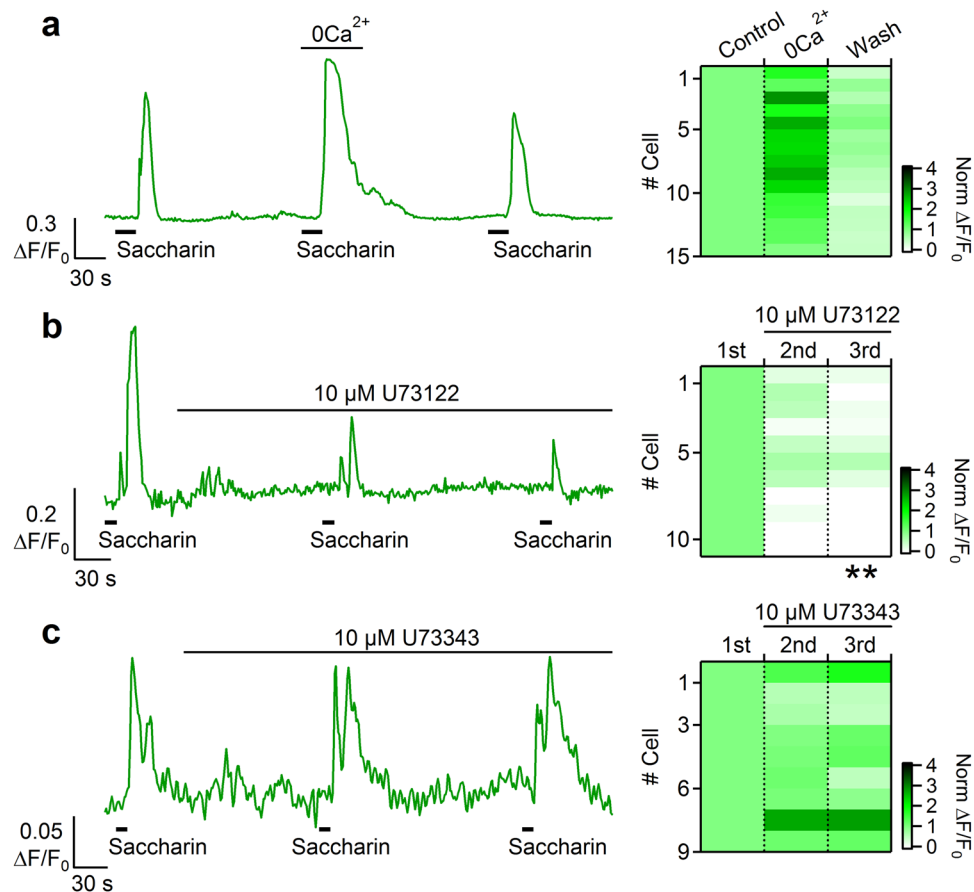 a
0Ca²⁺
0.3
ΔF/F₀
30 s
Saccharin
Saccharin
Saccharin
Control
0Ca²⁺
Wash
# Cell
1
5
10
15
4
3
2
1
0
Norm ΔF/F₀
b
10 µM U73122
0.2
ΔF/F₀
30 s
Saccharin
Saccharin
Saccharin
10 µM U73122
1st
2nd
3rd
# Cell
1
5
10
**
4
3
2
1
0
Norm ΔF/F₀
c
10 µM U73343
0.05
ΔF/F₀
30 s
Saccharin
Saccharin
Saccharin
10 µM U73343
1st
2nd
3rd
# Cell
1
3
6
9
4
3
2
1
0
Norm ΔF/F₀